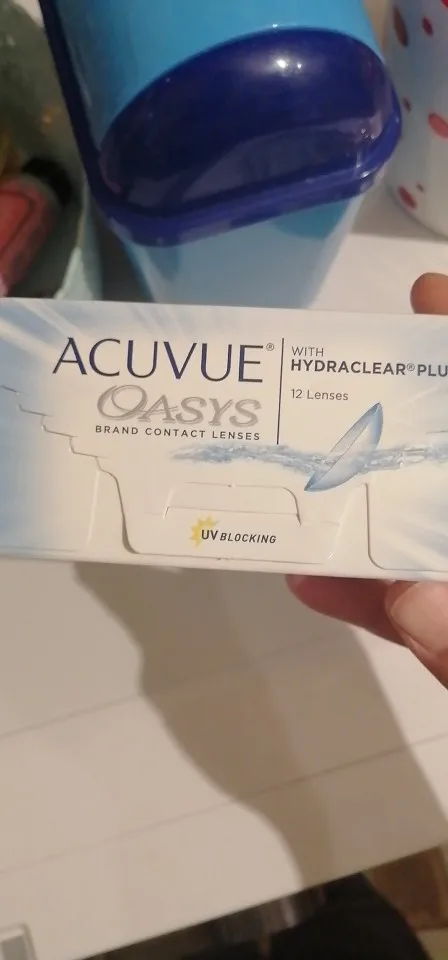 ACUVUE®
OASYS
BRAND CONTACT LENSES
WITH
HYDRACLEAR®PLU
12 Lenses
UV BLOCKING